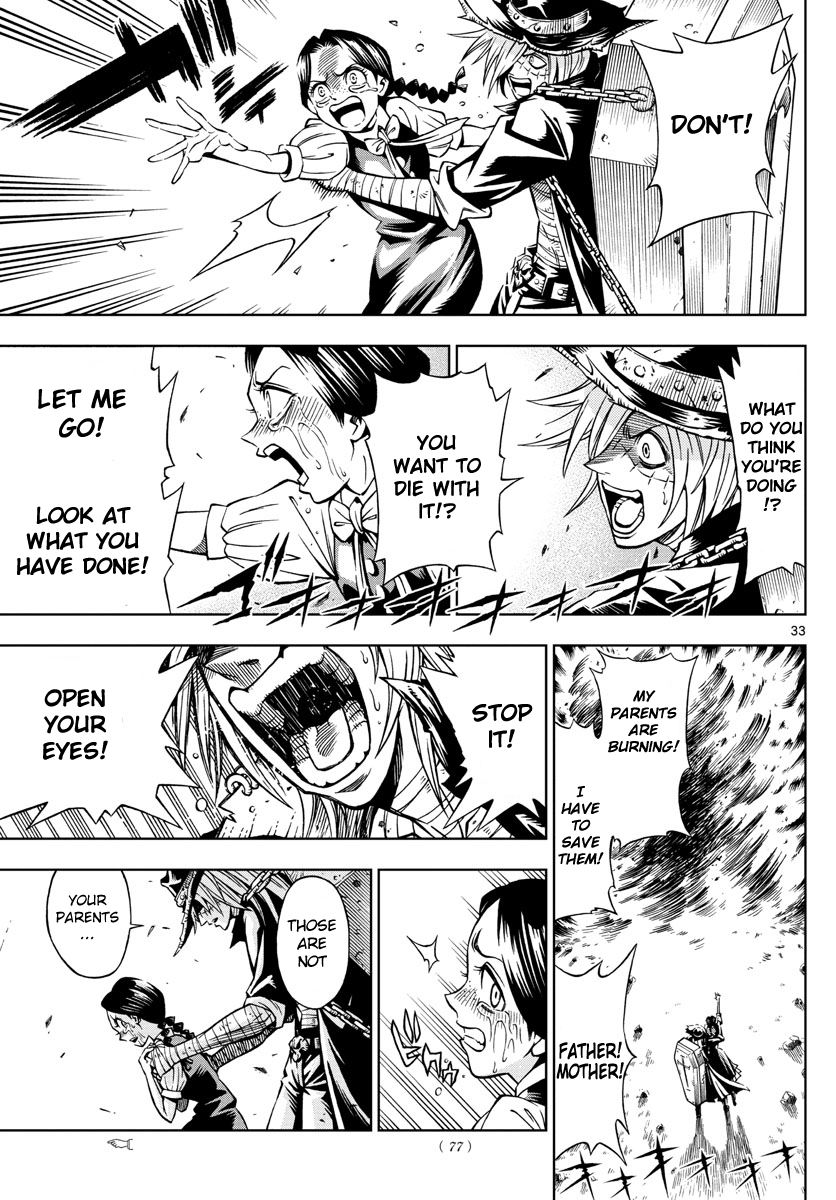 DON'T!
WHAT
DO YOU
THINK
YOU'RE
DOING
!?
YOU
WANT TO
DIE WITH
IT!?
LET ME
GO!
LOOK AT
WHAT YOU
HAVE DONE!
33
MY
PARENTS
ARE
BURNING!
I
HAVE
TO
SAVE
THEM!
FATHER!
MOTHER!
STOP
IT!
OPEN
YOUR
EYES!
THOSE
ARE
NOT
YOUR
PARENTS
...
( 77 )